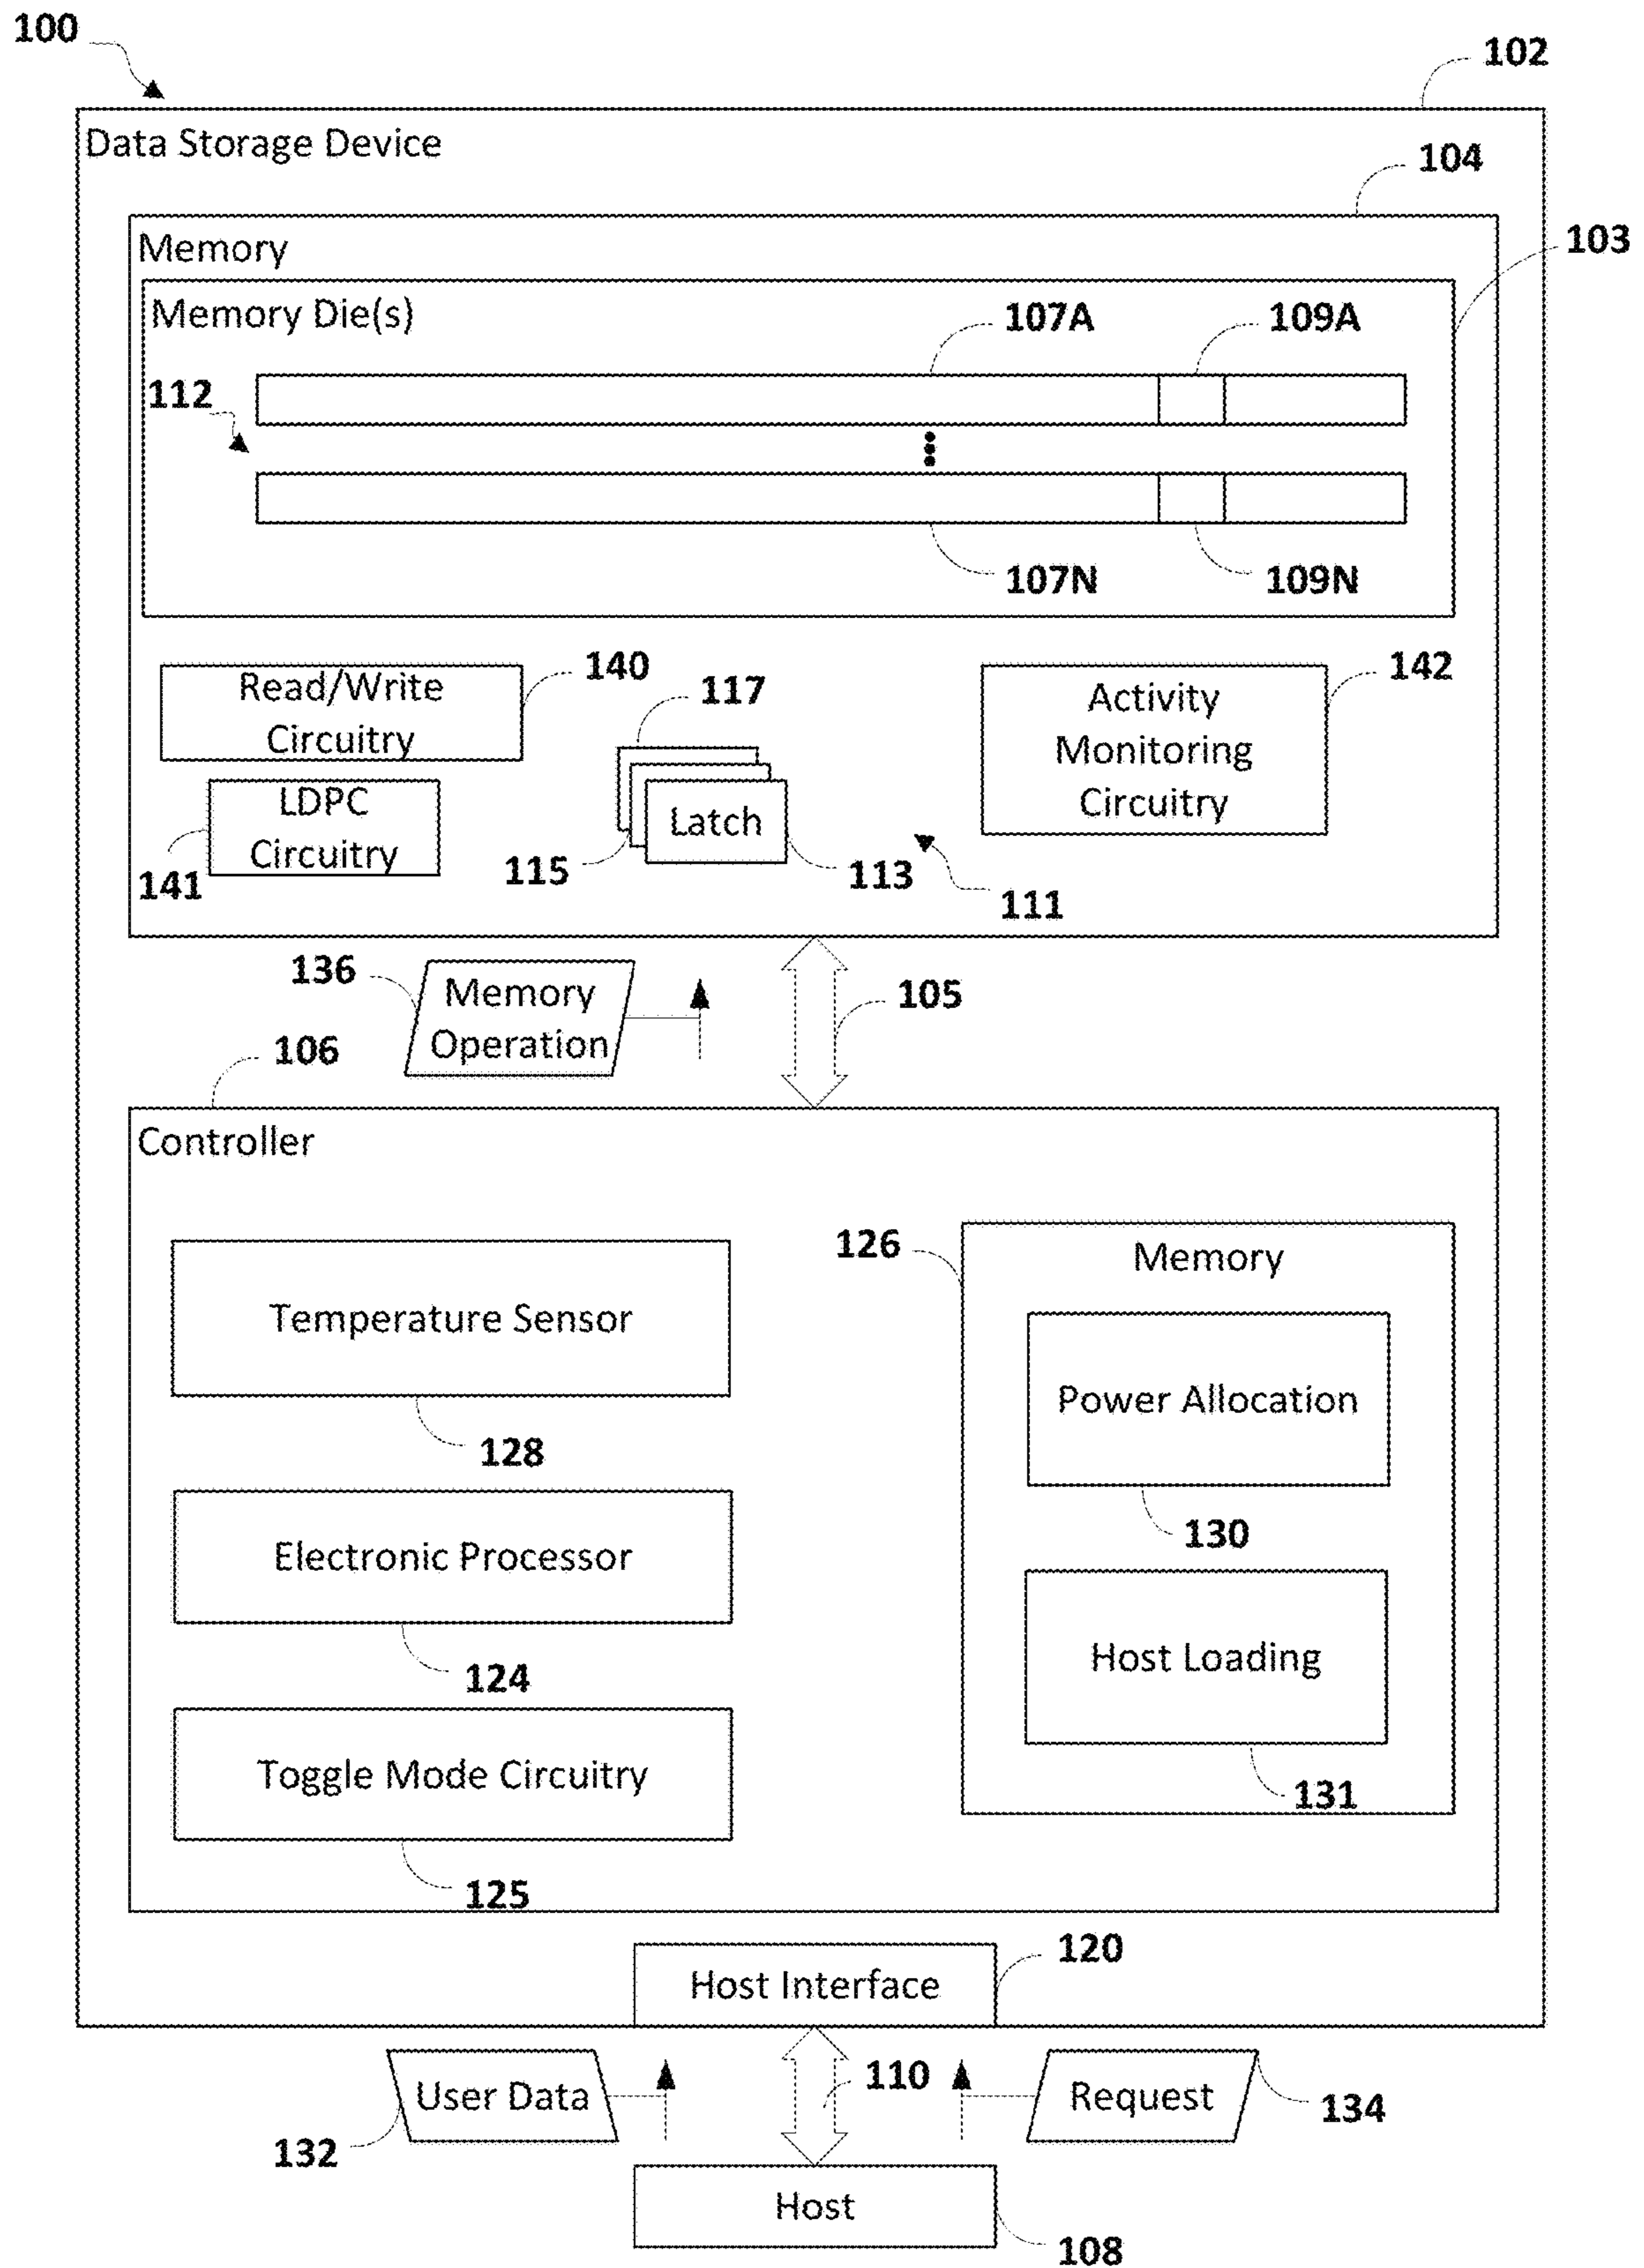 100
102
Data Storage Device
104
Memory
103
Memory Die(s)
107A
109A
112
107N
109N
Read/Write
Circuitry
140
117
Activity
Monitoring
Circuitry
142
LDPC
Circuitry
141
Latch
115
113
111
136
Memory
Operation
105
106
Controller
Temperature Sensor
128
126
Memory
Power Allocation
130
Electronic Processor
124
Host Loading
131
Toggle Mode Circuitry
125
Host Interface
120
User Data
132
110
Request
134
Host
108